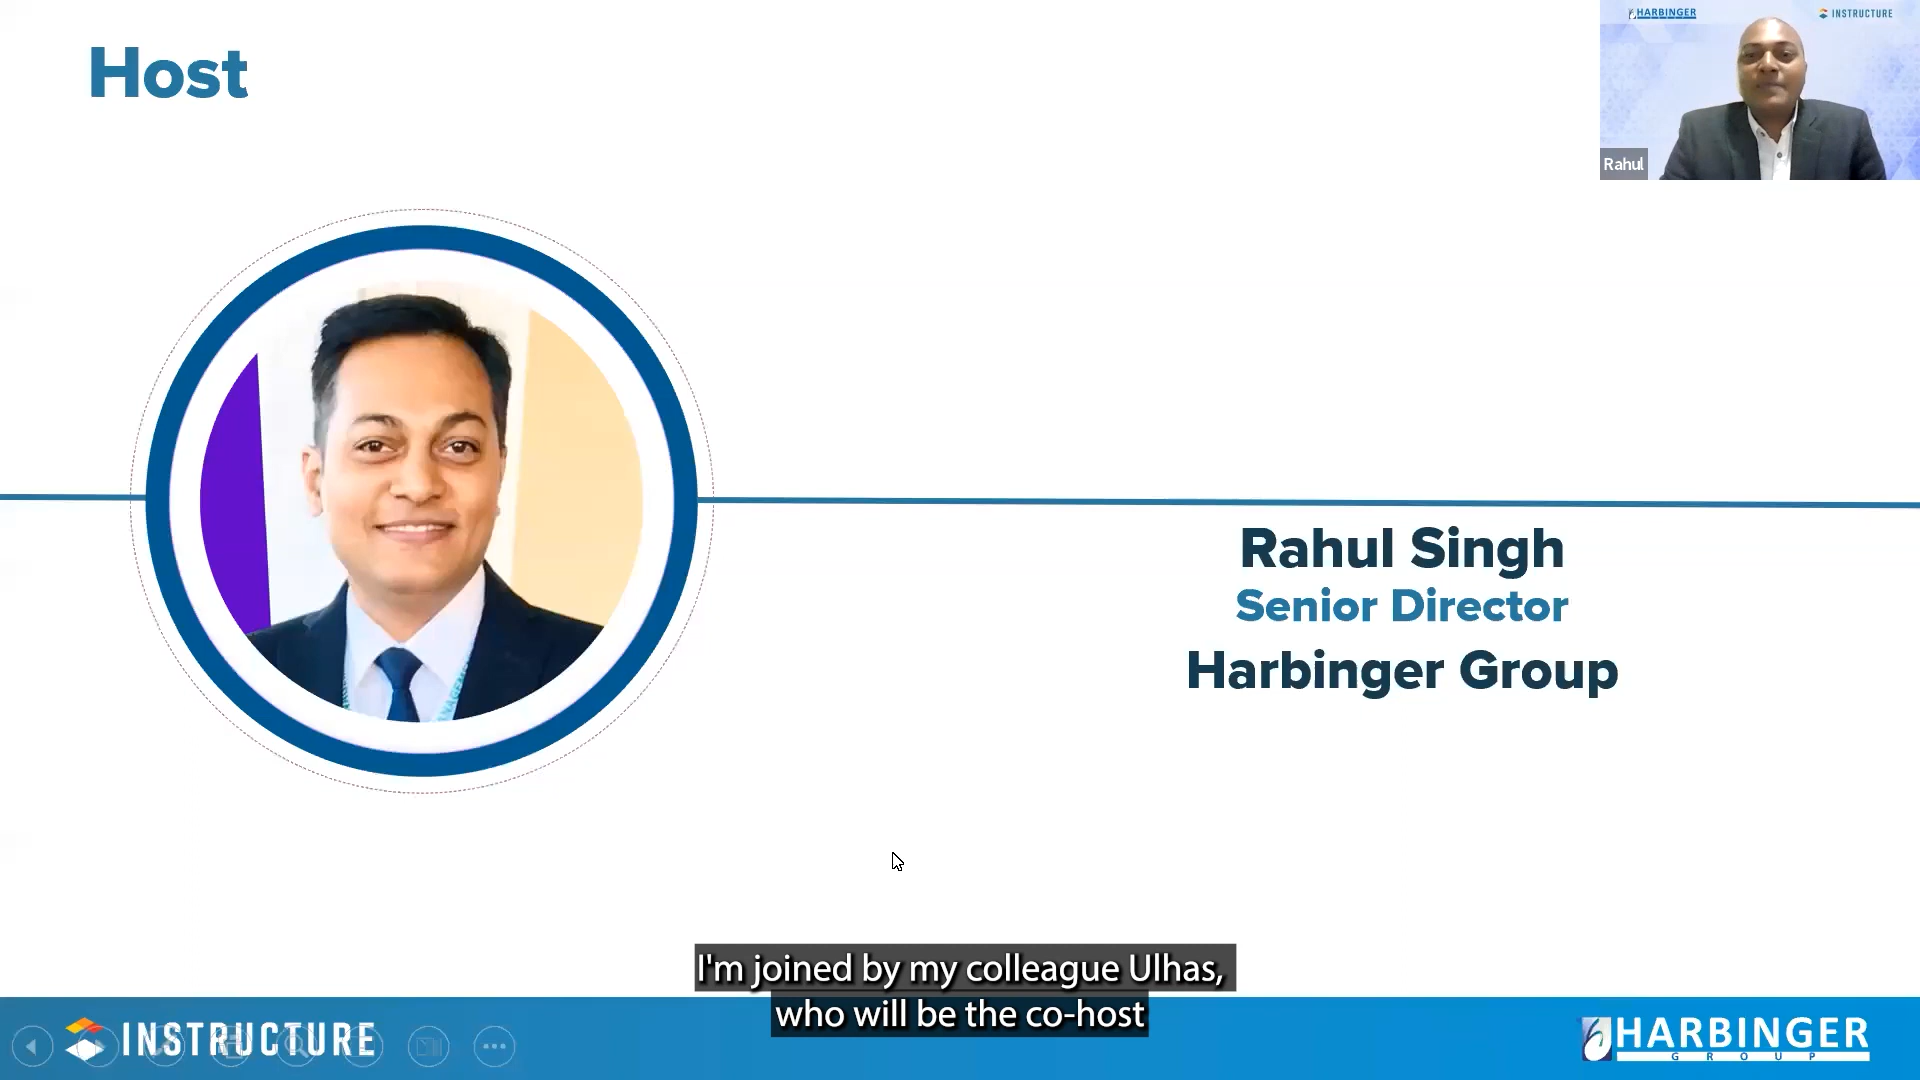 Host
HARBINGER
INSTRUCTURE
Rahul
Rahul Singh
Senior Director
Harbinger Group
I'm joined by my colleague Ulhas,
who will be the co-host
INSTRUCTURE
HARBINGER
GROUP